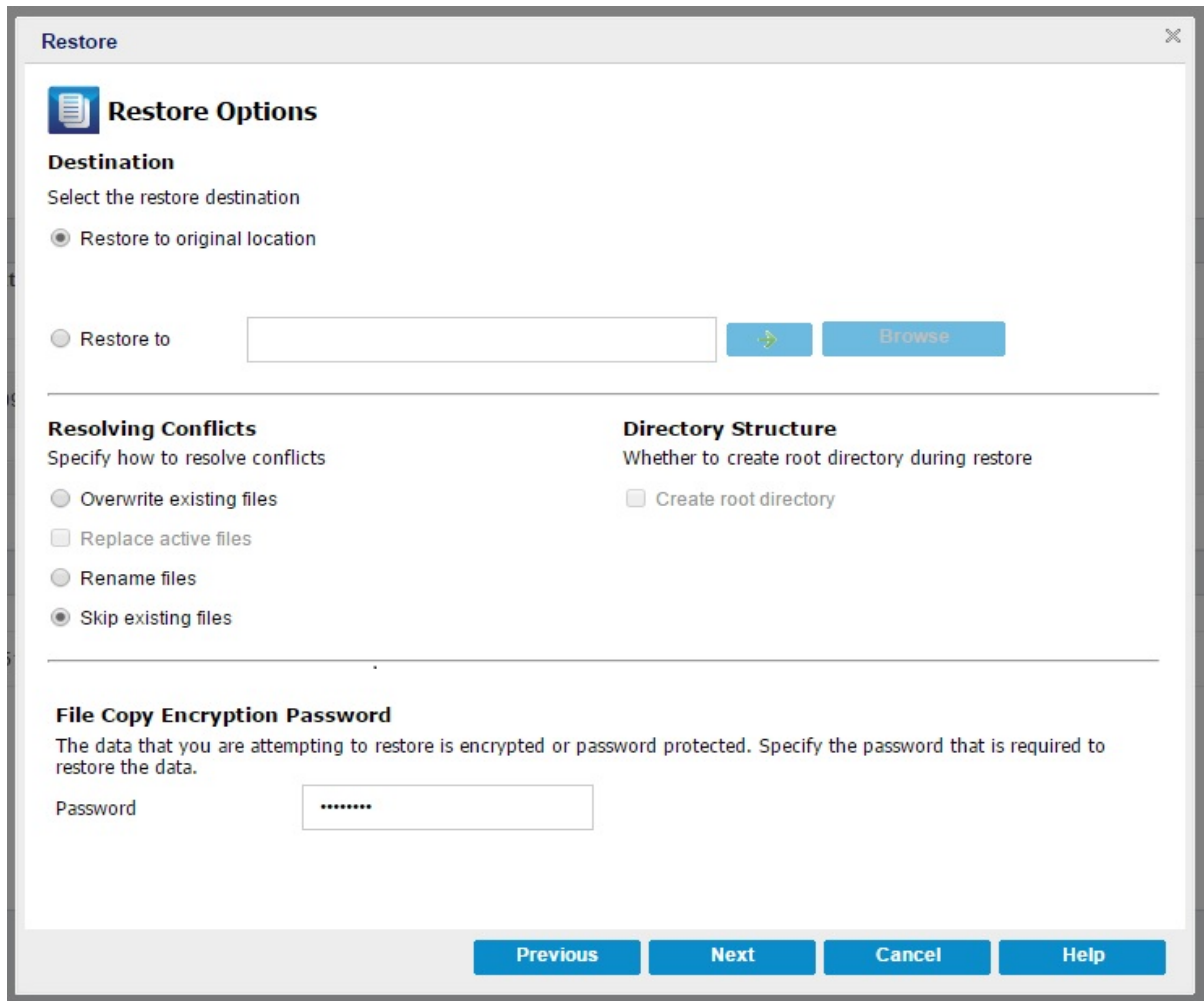 Restore
Restore Options
Destination
Select the restore destination
Restore to original location
Restore to
Browse
Resolving Conflicts
Specify how to resolve conflicts
Overwrite existing files
Replace active files
Rename files
Skip existing files
Directory Structure
Whether to create root directory during restore
Create root directory
File Copy Encryption Password
The data that you are attempting to restore is encrypted or password protected. Specify the password that is required to
restore the data.
Password
••••••••
Previous
Next
Cancel
Help